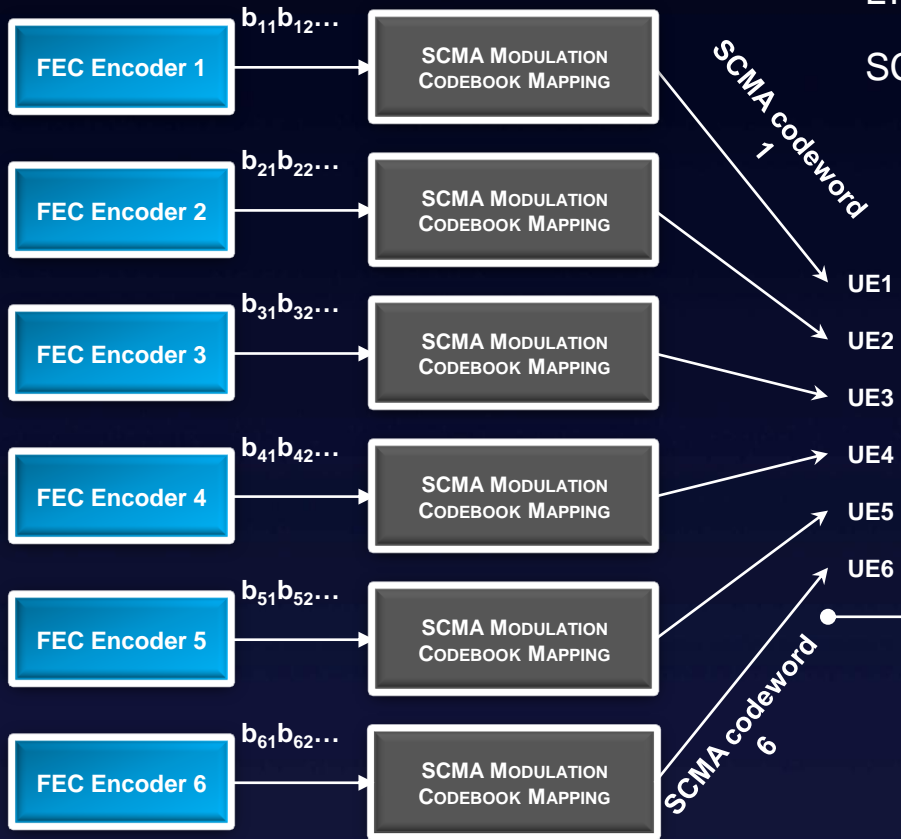 b₁₁b₁₂…
FEC Encoder 1
SCMA MODULATION
CODEBOOK MAPPING
SCMA codeword
1
b₂₁b₂₂…
FEC Encoder 2
SCMA MODULATION
CODEBOOK MAPPING
UE1
b₃₁b₃₂…
FEC Encoder 3
SCMA MODULATION
CODEBOOK MAPPING
UE2
UE3
b₄₁b₄₂…
FEC Encoder 4
SCMA MODULATION
CODEBOOK MAPPING
UE4
UE5
b₅₁b₅₂…
FEC Encoder 5
SCMA MODULATION
CODEBOOK MAPPING
UE6
b₆₁b₆₂…
FEC Encoder 6
SCMA MODULATION
CODEBOOK MAPPING
SCMA codeword
6